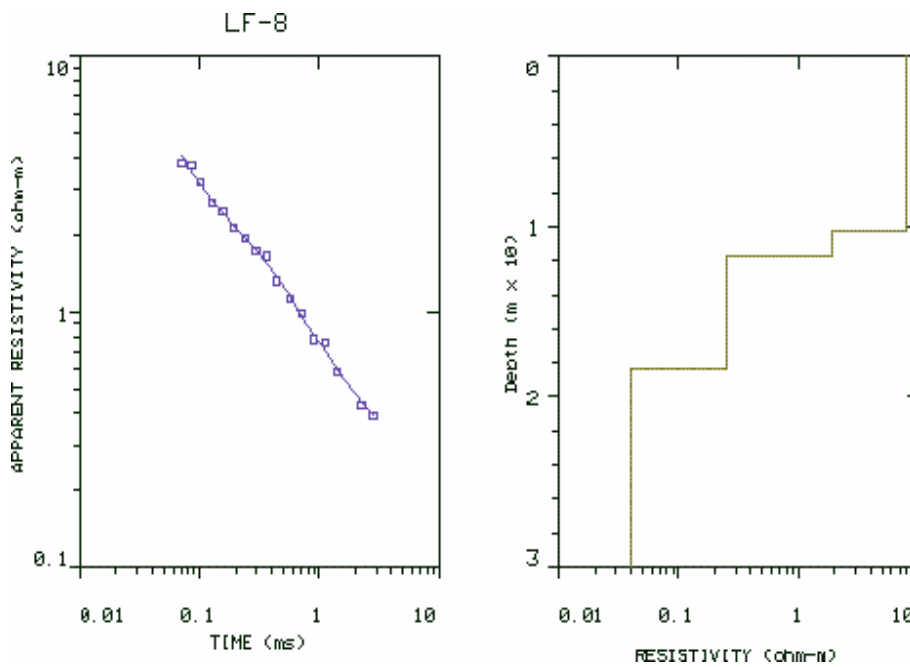 LF-8
10
1
0.1
APPARENT RESISTIVITY (ohm-m)
0.01 0.1 1 10
TIME (ms)
0
1
2
3
Depth (m × 10)
0.01 0.1 1 10
RESISTIVITY (ohm-m)